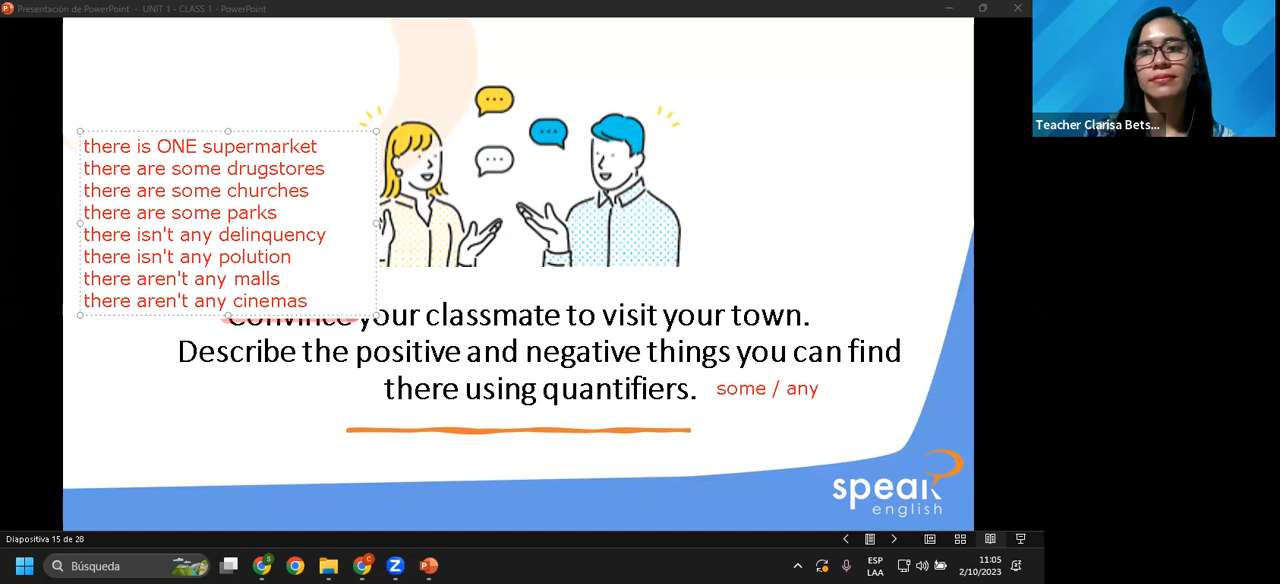 Presentación de PowerPoint - UNIT 1 - CLASS 1 - PowerPoint
Teacher Clarisa Bets...
there is ONE supermarket
there are some drugstores
there are some churches
there are some parks
there isn't any delinquency
there isn't any polution
there aren't any malls
there aren't any cinemas
Convince your classmate to visit your town.
Describe the positive and negative things you can find
there using quantifiers. some / any
speak
english
Diapositiva 15 de 28
Búsqueda
ESP
LAA
11:05
2/10/2023